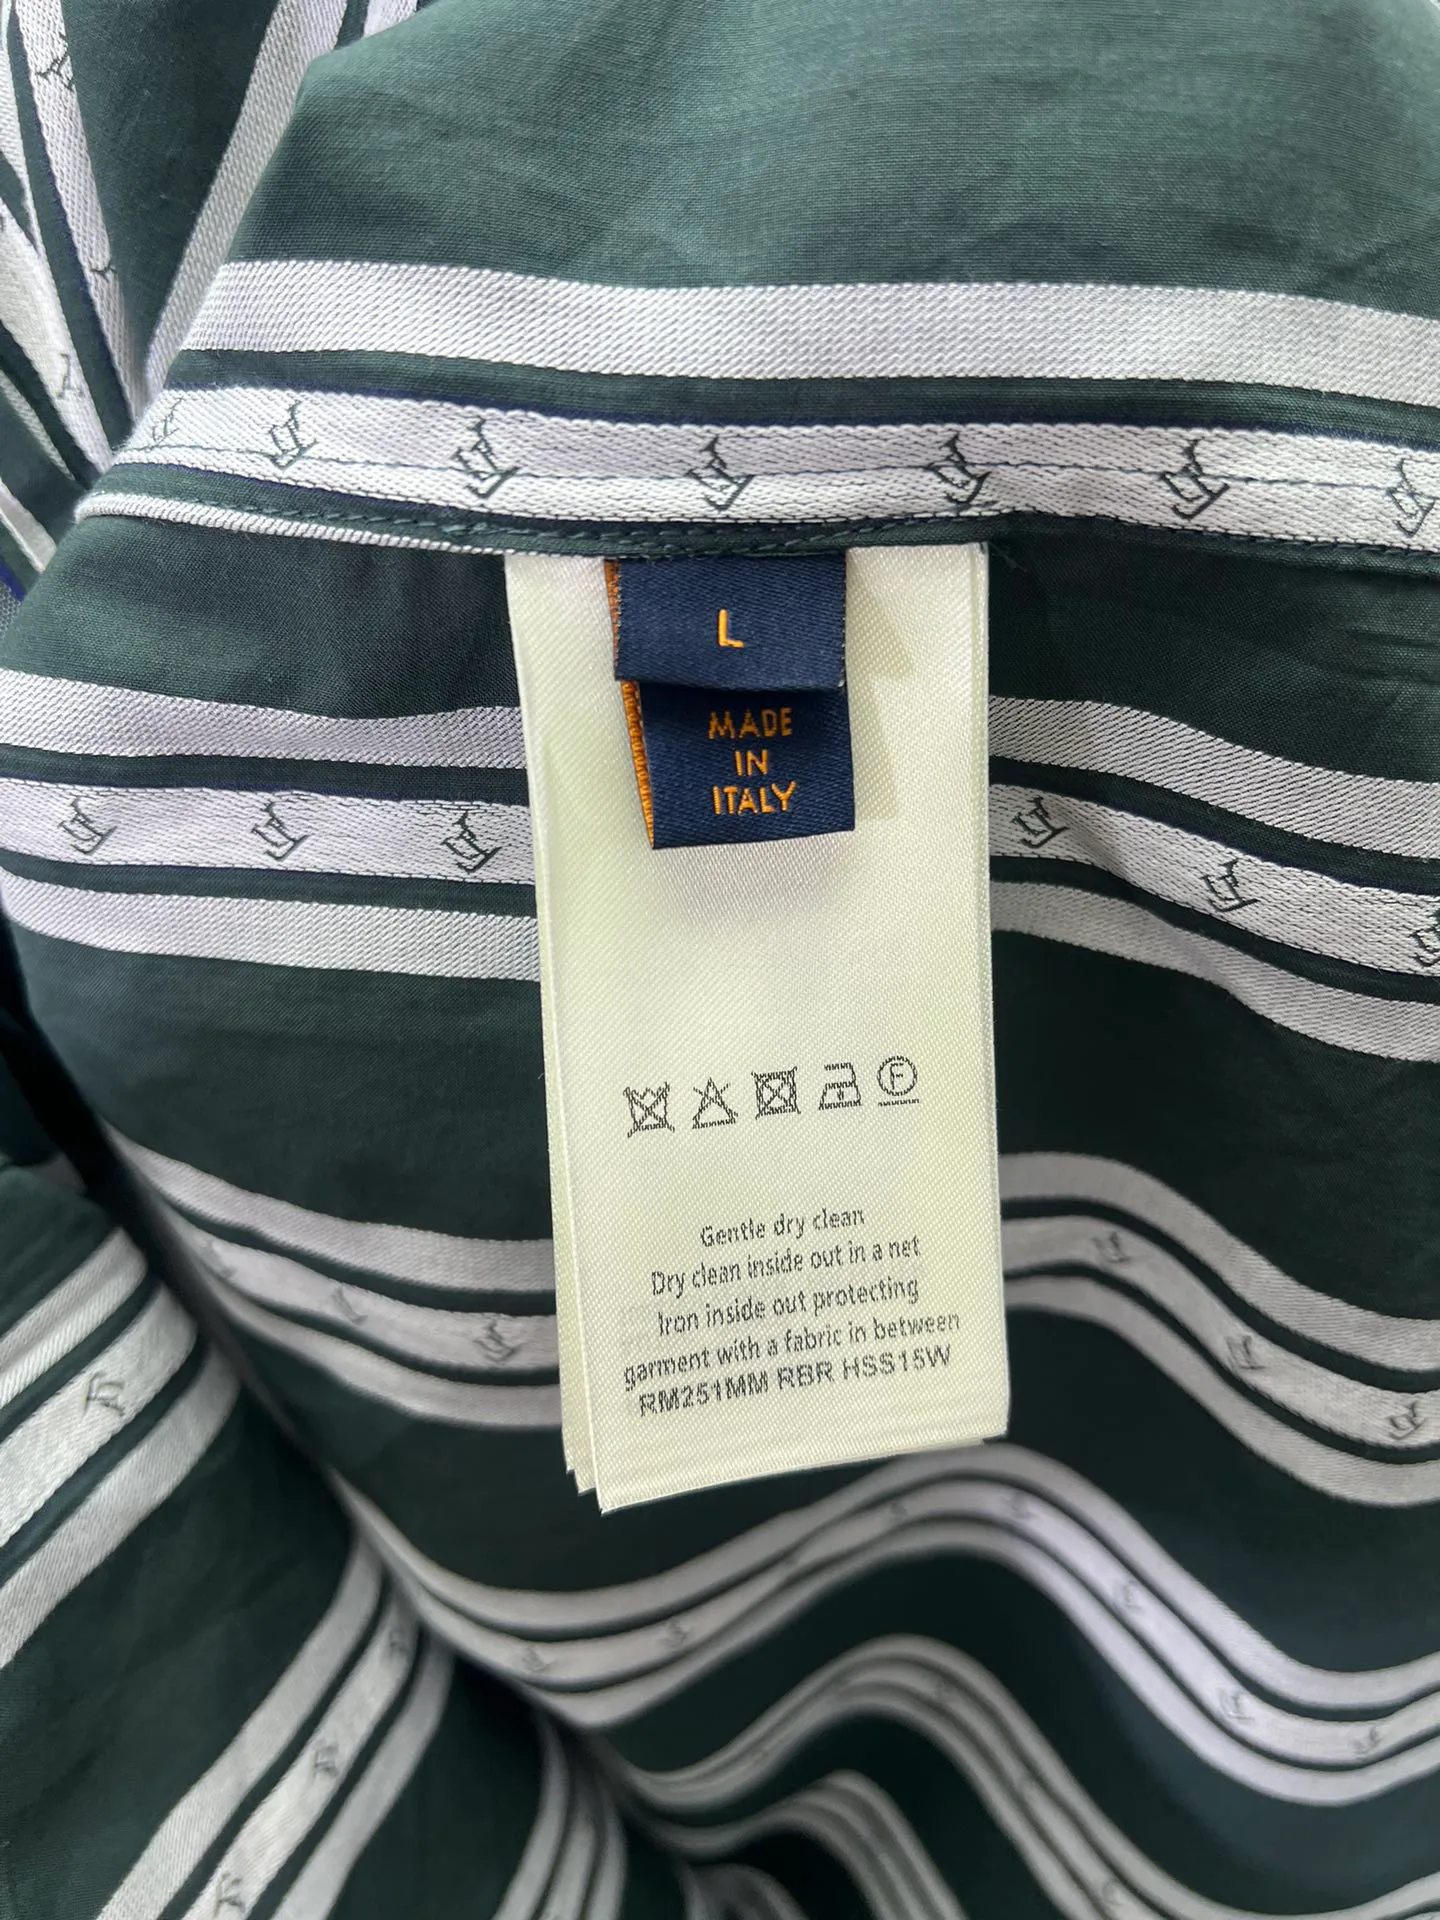 L
MADE
IN
ITALY
F
Gentle dry clean
Dry clean inside out in a net
Iron inside out protecting
garment with a fabric in between
RM251MM RBR HSS15W